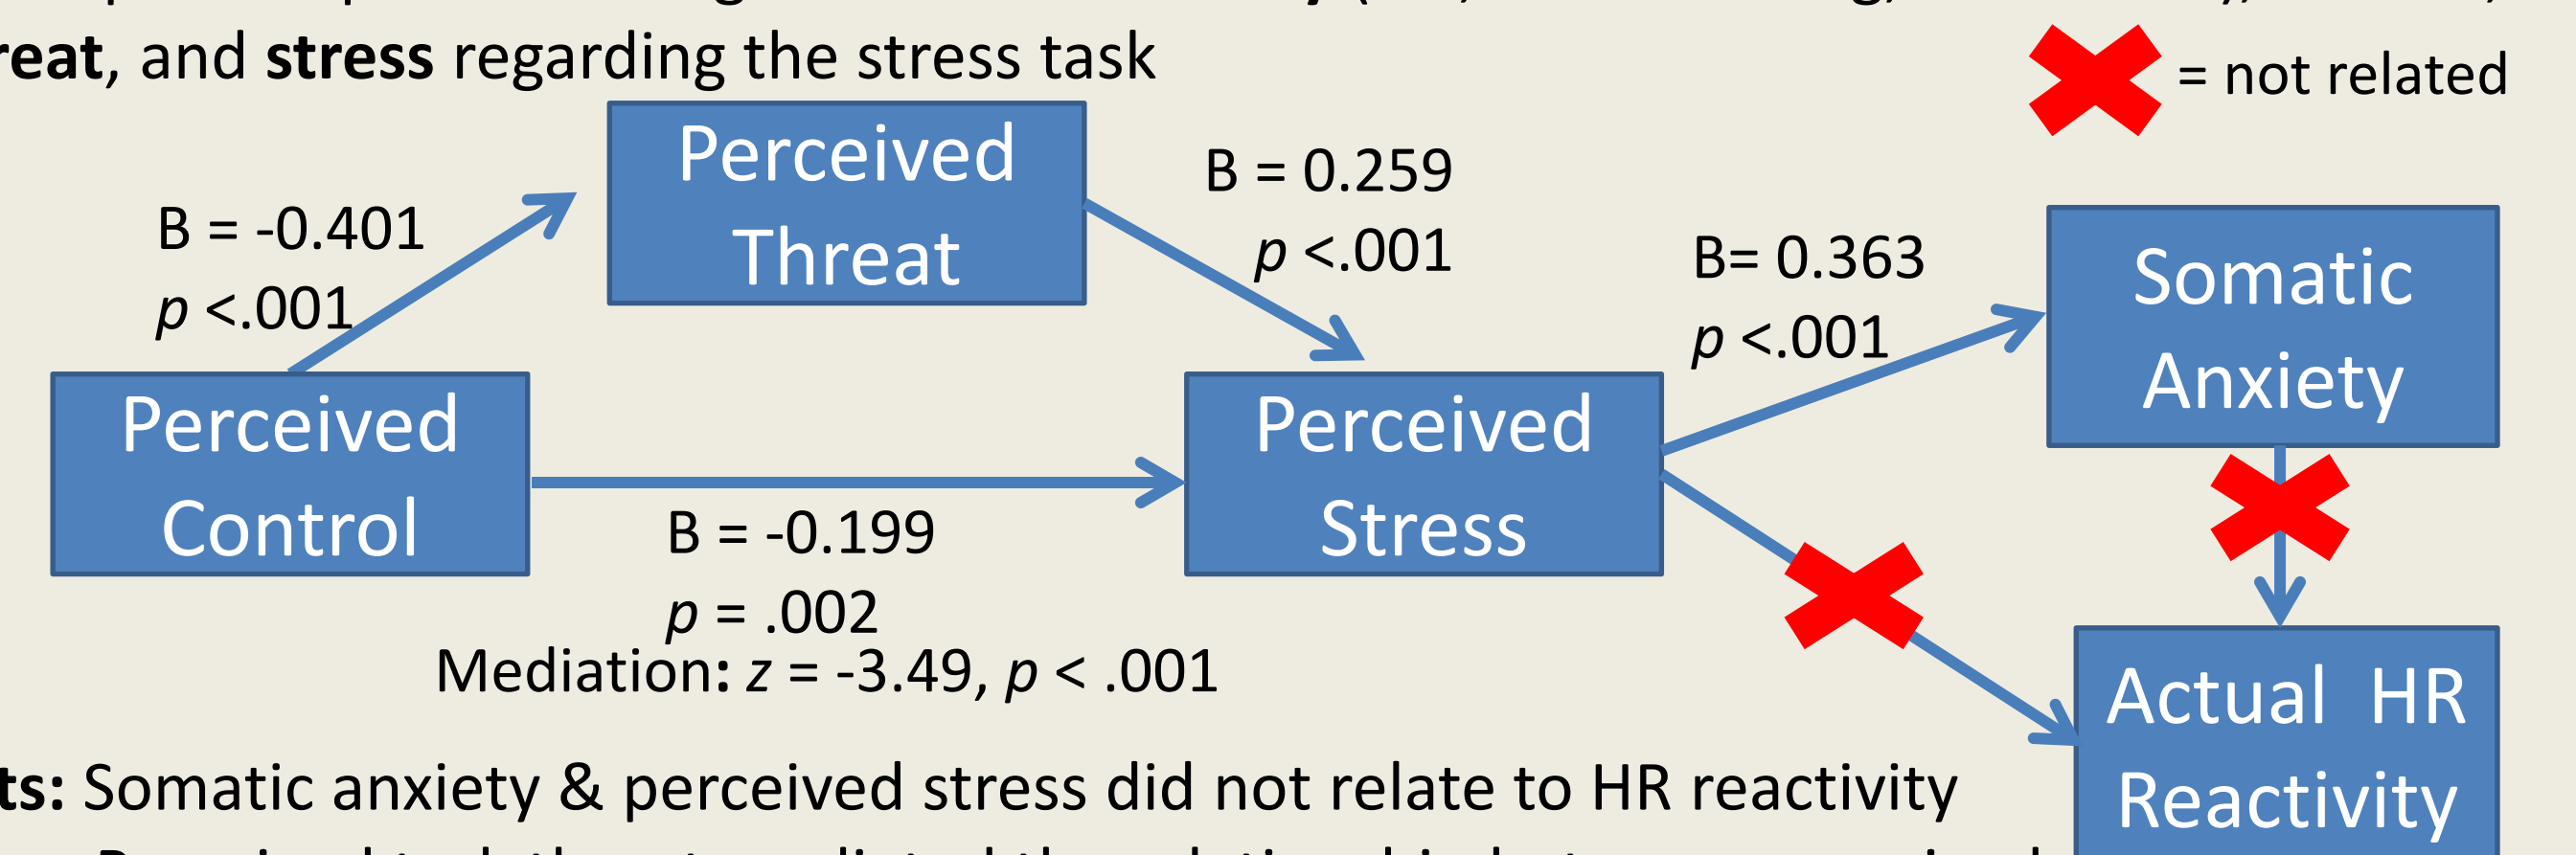 reat, and stress regarding the stress task
= not related
Perceived
Threat
B = -0.401
p <.001
B = 0.259
p <.001
B= 0.363
p <.001
Somatic
Anxiety
Perceived
Control
Perceived
Stress
B = -0.199
p = .002
Mediation: z = -3.49, p < .001
Actual HR
Reactivity
ts: Somatic anxiety & perceived stress did not relate to HR reactivity